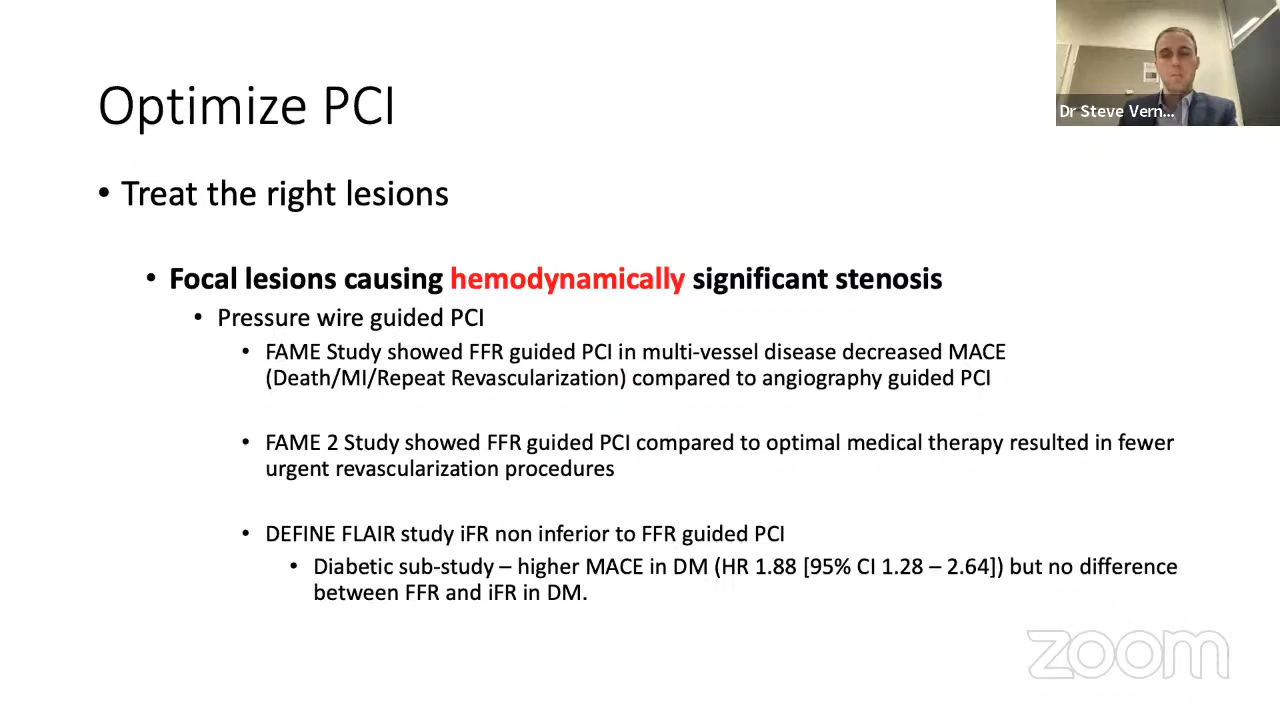 Optimize PCI
Dr Steve Vern...
• Treat the right lesions
• Focal lesions causing hemodynamically significant stenosis
• Pressure wire guided PCI
• FAME Study showed FFR guided PCI in multi-vessel disease decreased MACE
(Death/MI/Repeat Revascularization) compared to angiography guided PCI
• FAME 2 Study showed FFR guided PCI compared to optimal medical therapy resulted in fewer
urgent revascularization procedures
• DEFINE FLAIR study iFR non inferior to FFR guided PCI
• Diabetic sub-study – higher MACE in DM (HR 1.88 [95% CI 1.28 – 2.64]) but no difference
between FFR and iFR in DM.
zoom